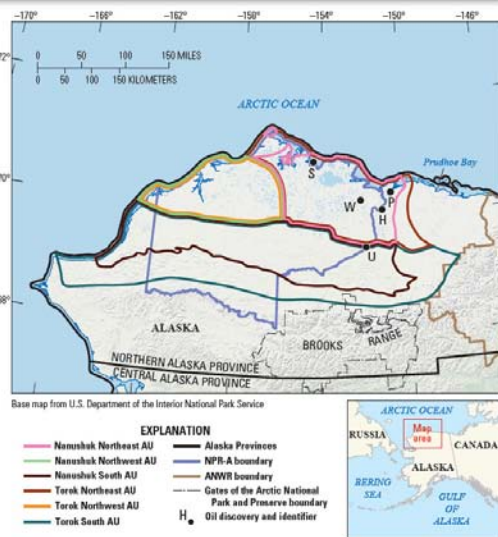 –170° –162° –158° –154° –150° –146°
72°
0 50 100 150 MILES
0 50 100 150 KILOMETERS
ARCTIC OCEAN
Prudhoe Bay
S
70°
P
W
H
U
68°
ALASKA
BROOKS
RANGE
NORTHERN ALASKA PROVINCE
CENTRAL ALASKA PROVINCE
Base map from U.S. Department of the Interior National Park Service
EXPLANATION
Nanushuk Northeast AU
Nanushuk Northwest AU
Nanushuk South AU
Torok Northeast AU
Torok Northwest AU
Torok South AU
Alaska Provinces
NPR-A boundary
ANWR boundary
Gates of the Arctic National
Park and Preserve boundary
H Oil discovery and identifier
ARCTIC OCEAN
RUSSIA
Map
area
CANADA
ALASKA
BERING
SEA
GULF
OF
ALASKA